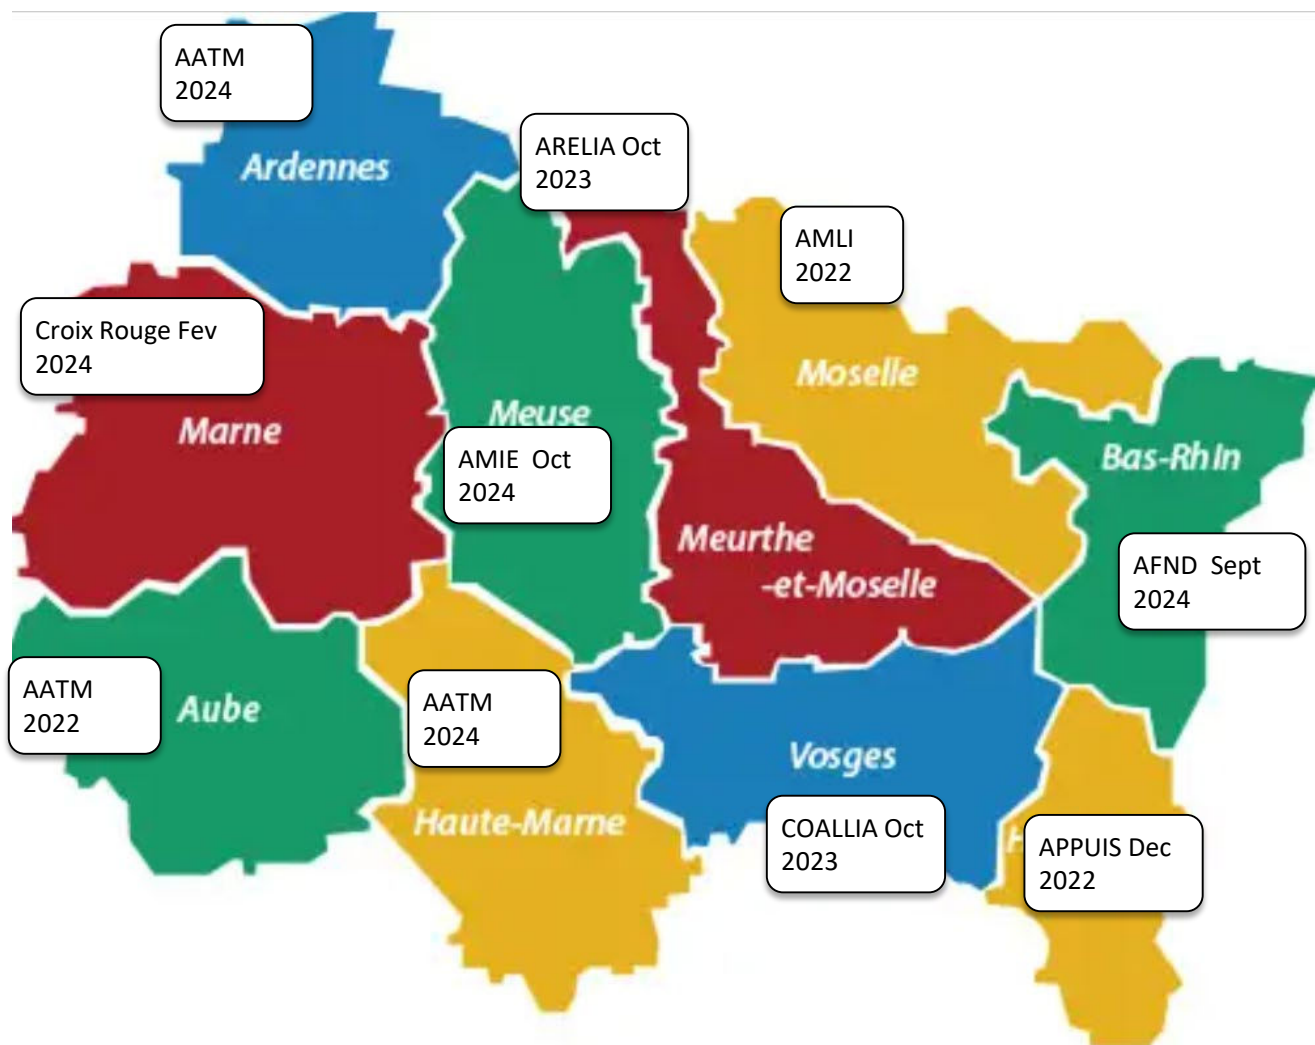 AATM
2024
Ardennes
ARELIA Oct
2023
AMLI
2022
Croix Rouge Fev
2024
Marne
Meuse
AMIE Oct
2024
Moselle
Bas-Rhin
Meurthe
-et-Moselle
AFND Sept
2024
AATM
2022
Aube
AATM
2024
Haute-Marne
Vosges
COALLIA Oct
2023
APPUIS Dec
2022